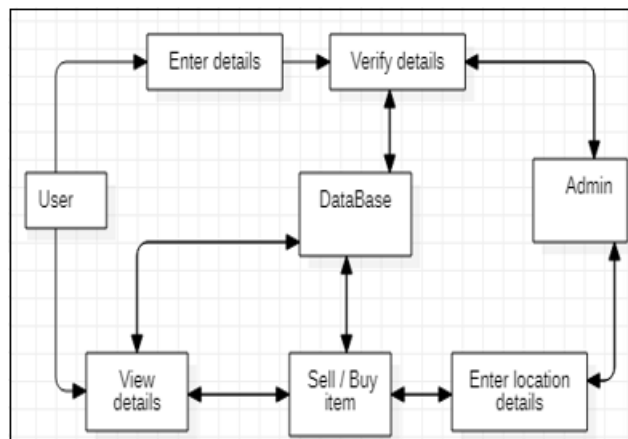 Enter details
Verify details
User
DataBase
Admin
View
details
Sell / Buy
item
Enter location
details